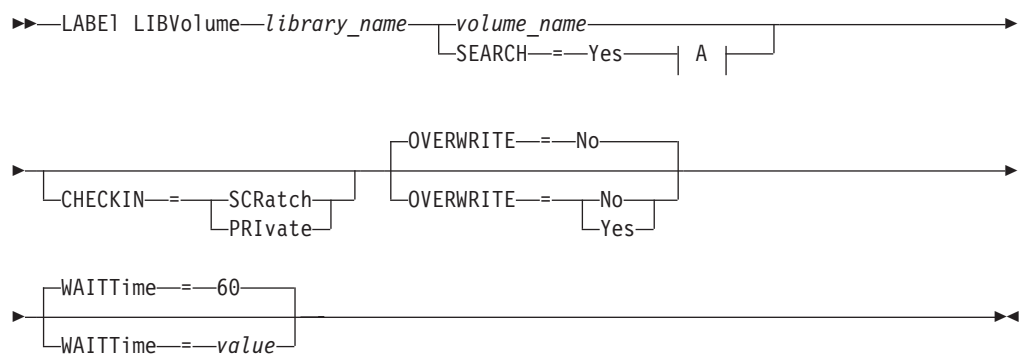 LABEl LIBVolume library_name volume_name
SEARCH = Yes A
OVERWRITE = No
CHECKIN = SCRatch OVERWRITE = No
PRIvate Yes
WAITTime = 60
WAITTime = value